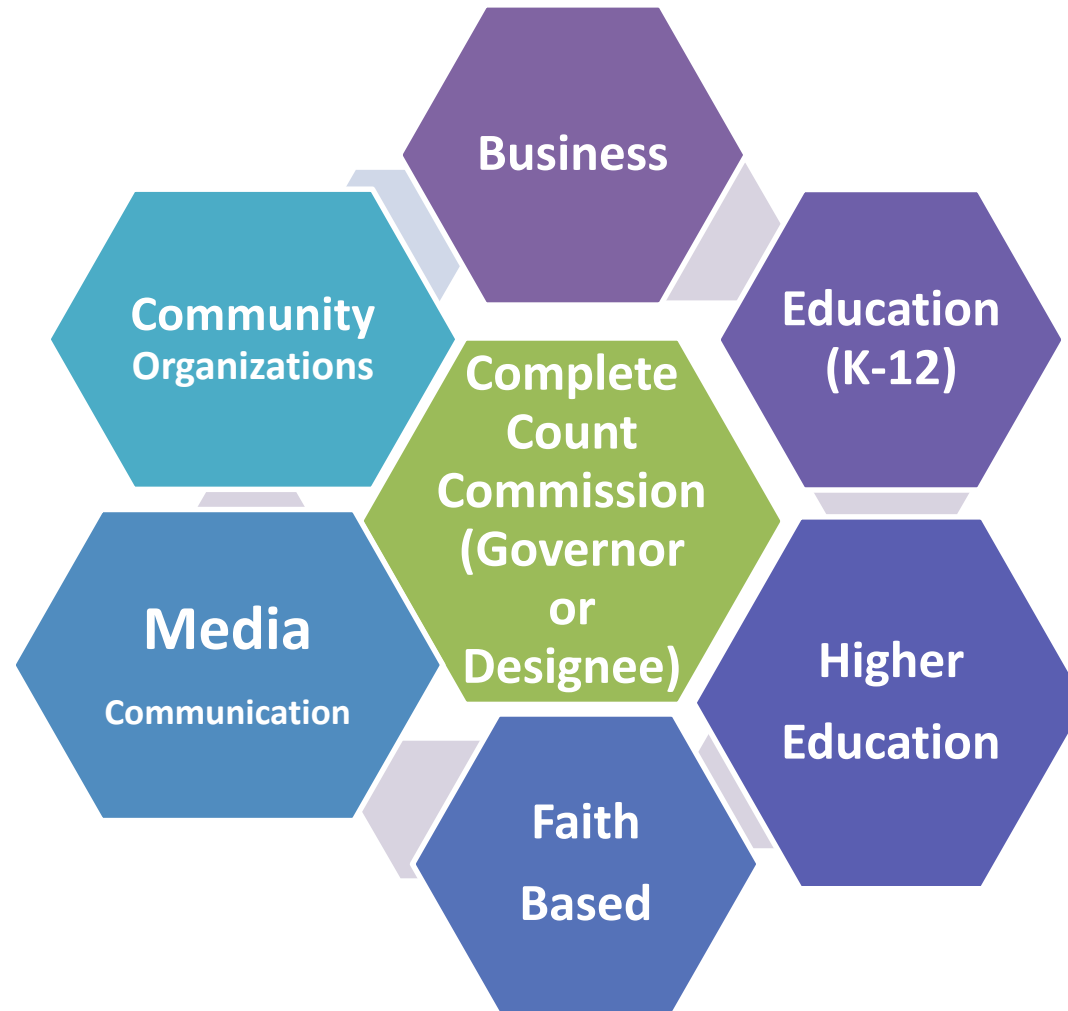 Business
Education
(K-12)
Community
Organizations
Complete
Count
Commission
(Governor
or
Designee)
Higher
Education
Media
Communication
Faith
Based